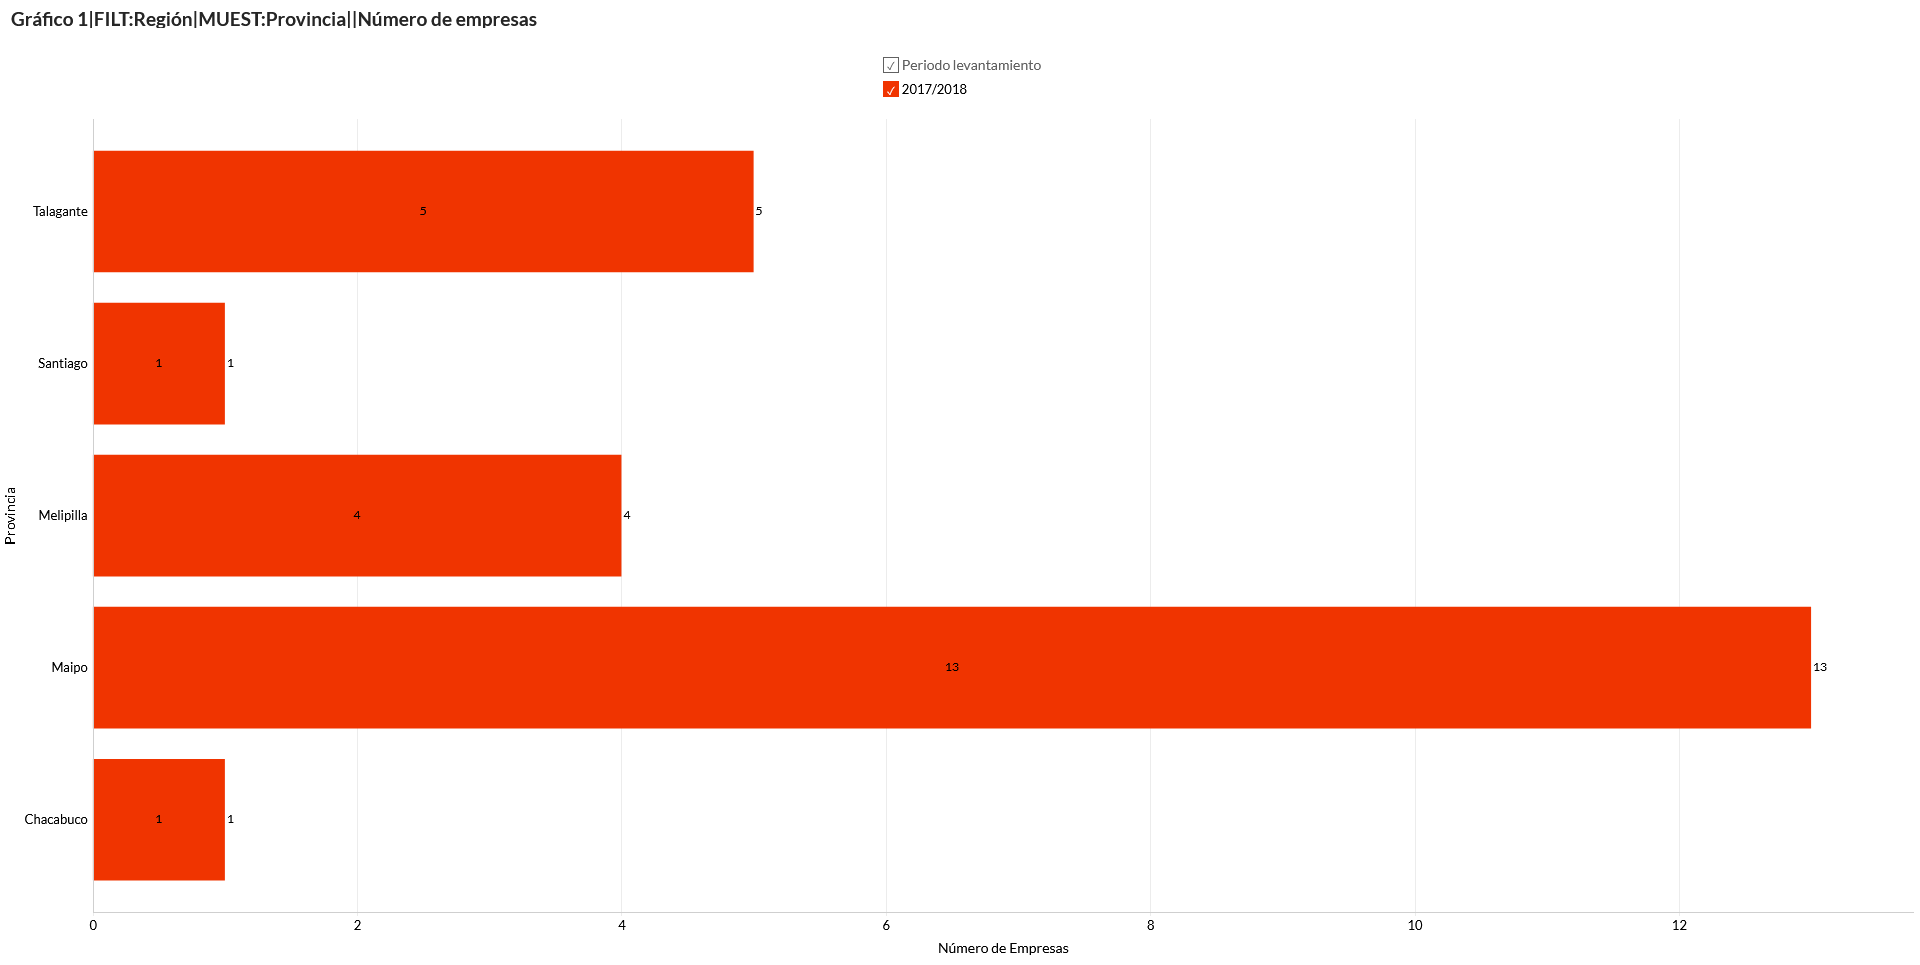 Gráfico 1|FILT:Región|MUEST:Provincia||Número de empresas
Periodo levantamiento
2017/2018
Provincia
Talagante
5
5
Santiago
1
1
Melipilla
4
4
Maipo
13
13
Chacabuco
1
1
0 2 4 6 8 10 12
Número de Empresas